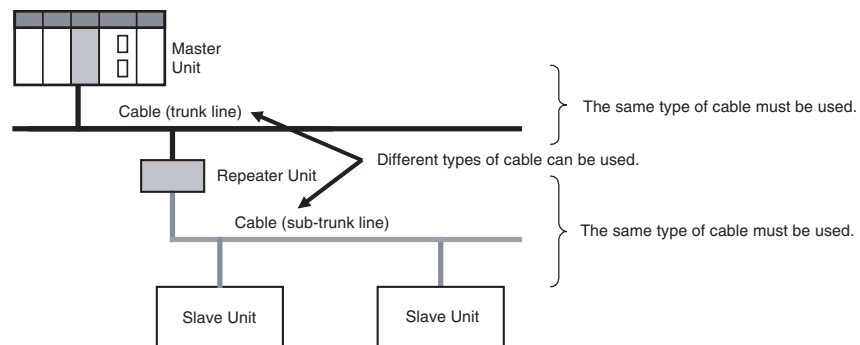 Master
Unit
Cable (trunk line)
The same type of cable must be used.
Different types of cable can be used.
Repeater Unit
Cable (sub-trunk line)
The same type of cable must be used.
Slave Unit
Slave Unit